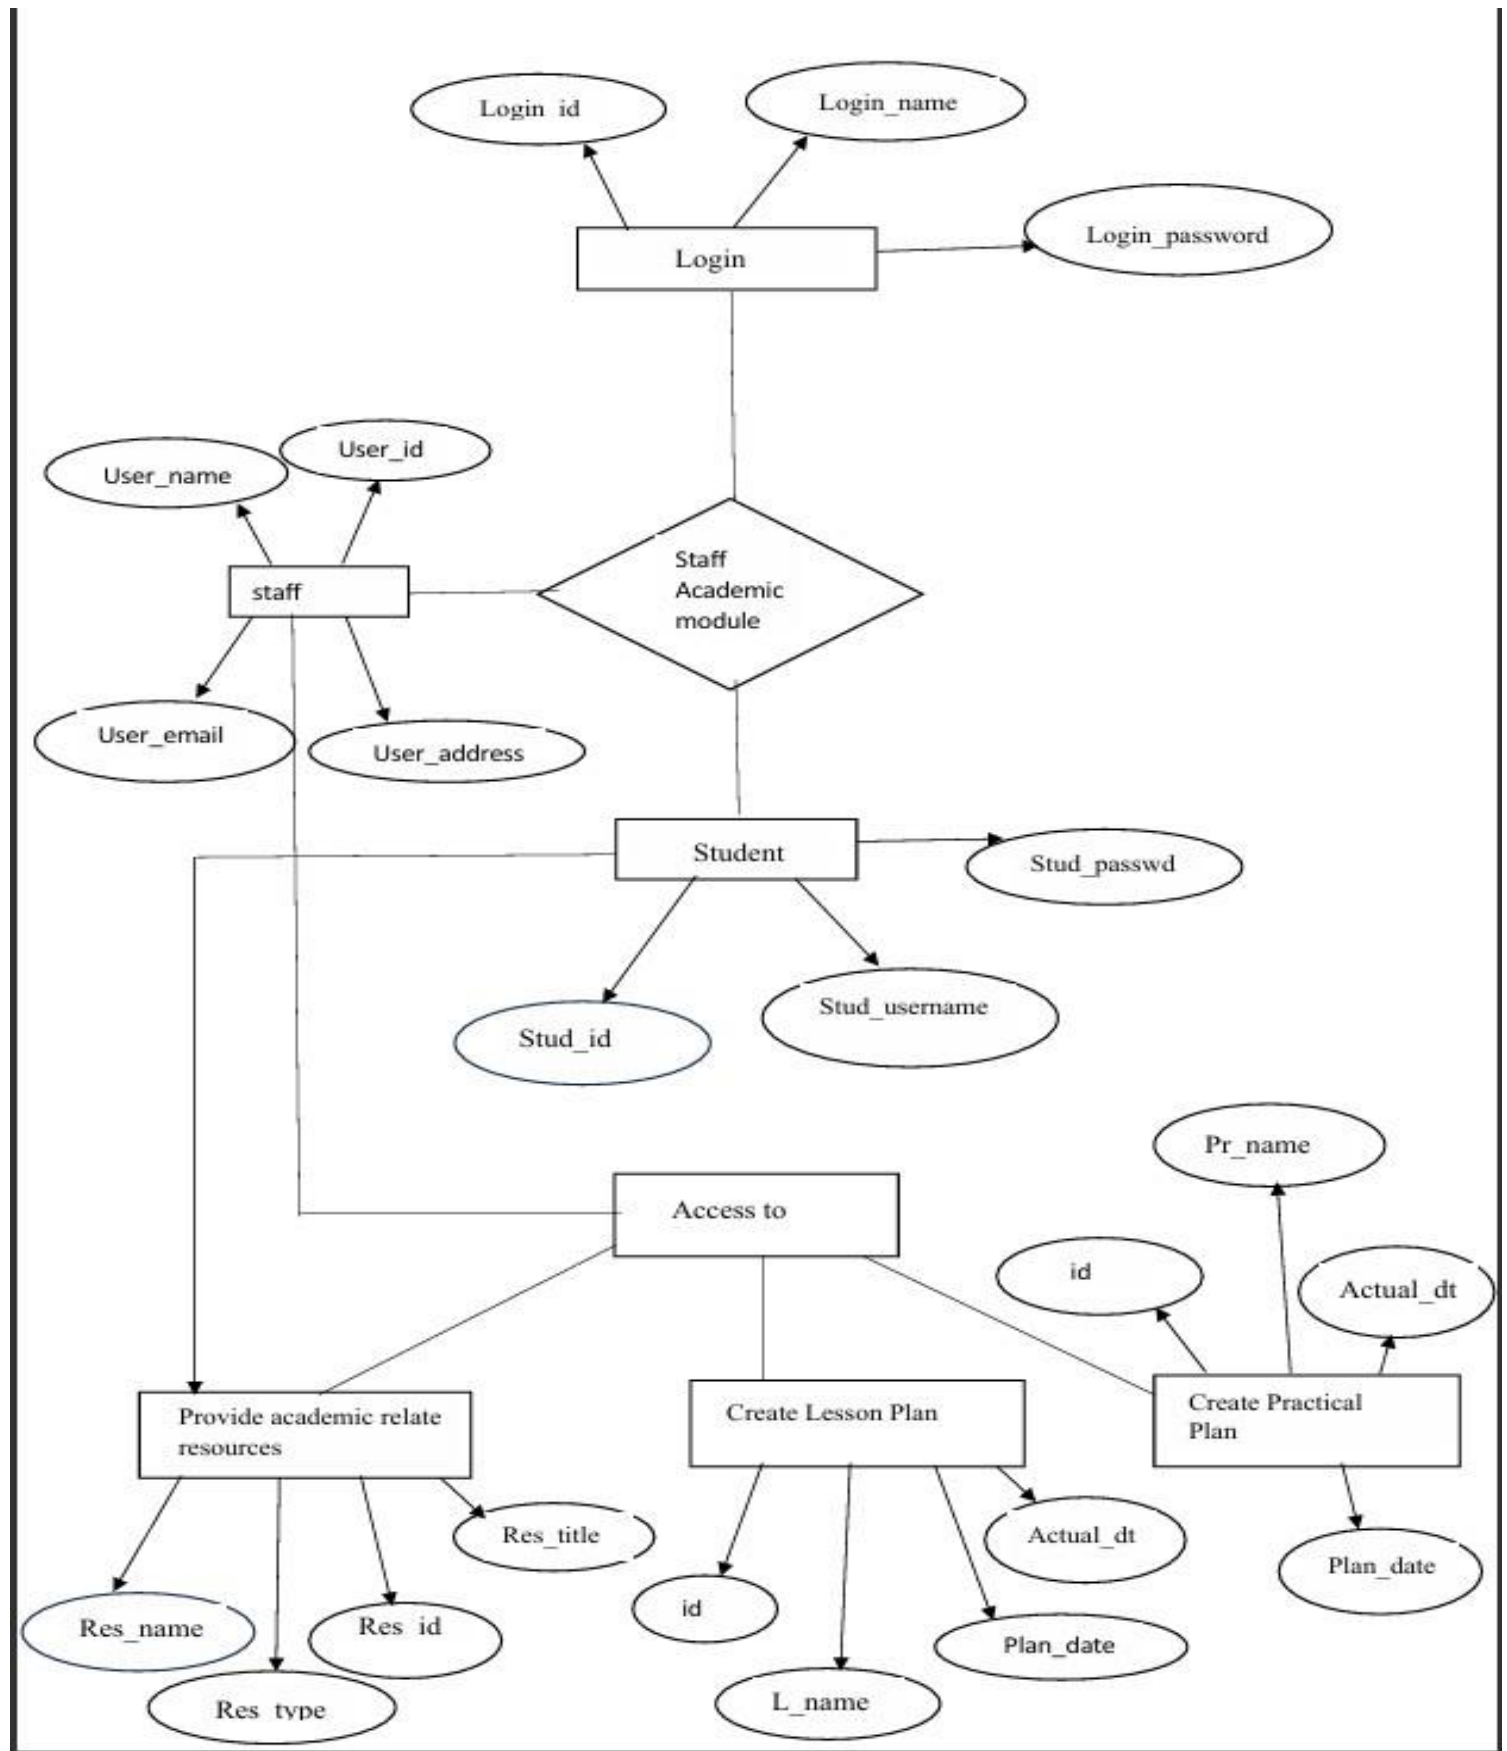 Login_id
Login_name
Login_password
Login
User_name
User_id
staff
Staff
Academic
module
User_email
User_address
Student
Stud_passwd
Stud_id
Stud_username
Access to
Pr_name
id
Actual_dt
Provide academic relate
resources
Create Lesson Plan
Create Practical
Plan
Res_title
Actual_dt
Plan_date
Res_name
Res_id
id
Plan_date
Res_type
L_name